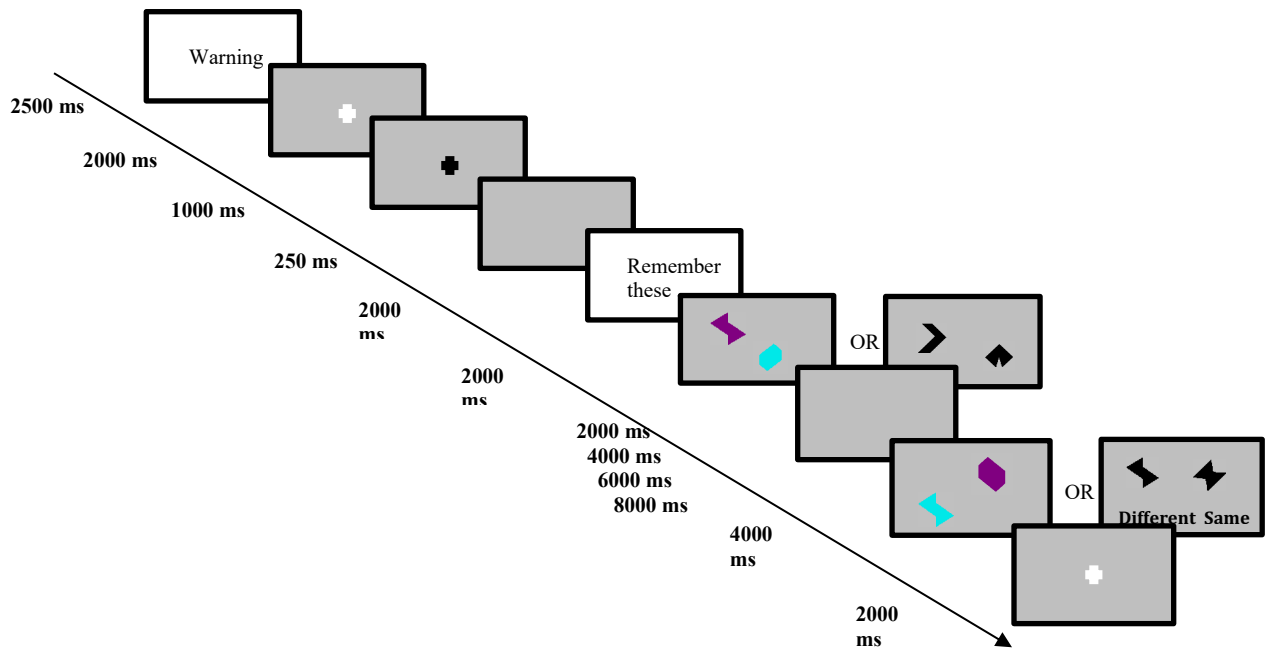 Warning
2500 ms
2000 ms
1000 ms
250 ms
Remember
these
2000
ms
OR
2000
ms
2000 ms
4000 ms
6000 ms
8000 ms
OR
Different Same
4000
ms
2000
ms